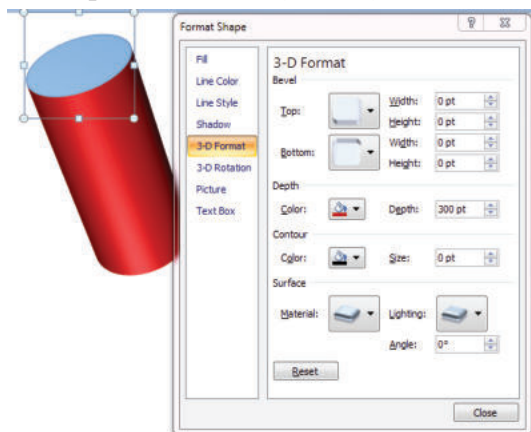 Format Shape
Fill
Line Color
Line Style
Shadow
3-D Format
3-D Rotation
Picture
Text Box
3-D Format
Bevel
Top:
Width: 0 pt
Height: 0 pt
Bottom:
Width: 0 pt
Height: 0 pt
Depth
Color:
Depth: 300 pt
Contour
Color:
Size: 0 pt
Surface
Material:
Lighting:
Angle: 0°
Reset
Close